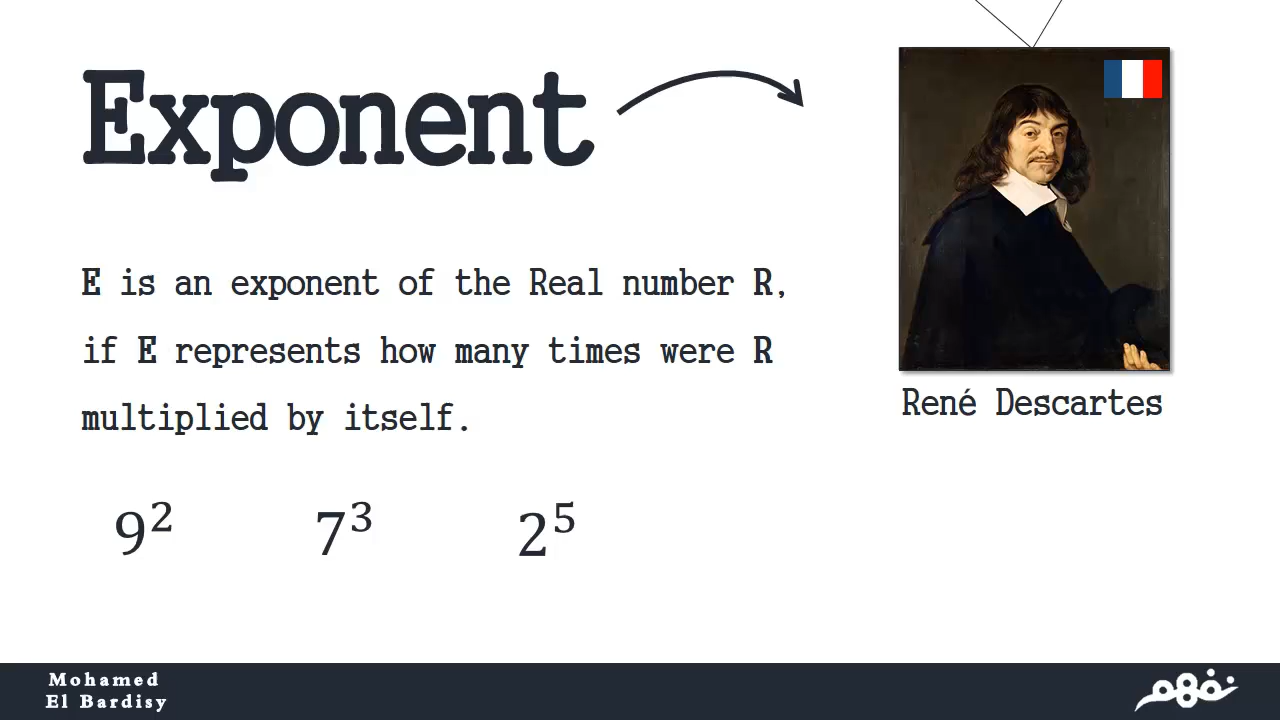 Exponent
E is an exponent of the Real number R,
if E represents how many times were R
multiplied by itself.
René Descartes
9² 7³ 2⁵
Mohamed
El Bardisy
نفهم